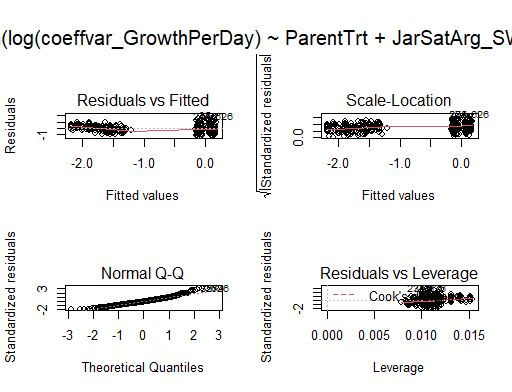 (log(coeffvar_GrowthPerDay) ~ ParentTrt + JarSatArg_SW
Residuals vs Fitted
Residuals
-1
-2.0 -1.0 0.0
Fitted values
Scale-Location
√|Standardized residuals
0.0
-2.0 -1.0 0.0
Fitted values
Normal Q-Q
Standardized residuals
-2 3
-3 -2 -1 0 1 2 3
Theoretical Quantiles
Residuals vs Leverage
Standardized residuals
-2
Cook's
0.000 0.005 0.010 0.015
Leverage